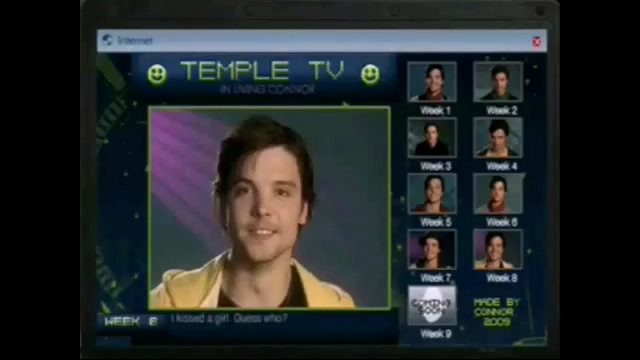 Internet
TEMPLE TV
IN LIVING CONNOR
Week 1
Week 2
Week 3
Week 4
Week 5
Week 6
Week 7
Week 8
COMING SOON
Week 9
MADE BY
CONNOR
2009
WEEK 8
I kissed a girl. Guess who?